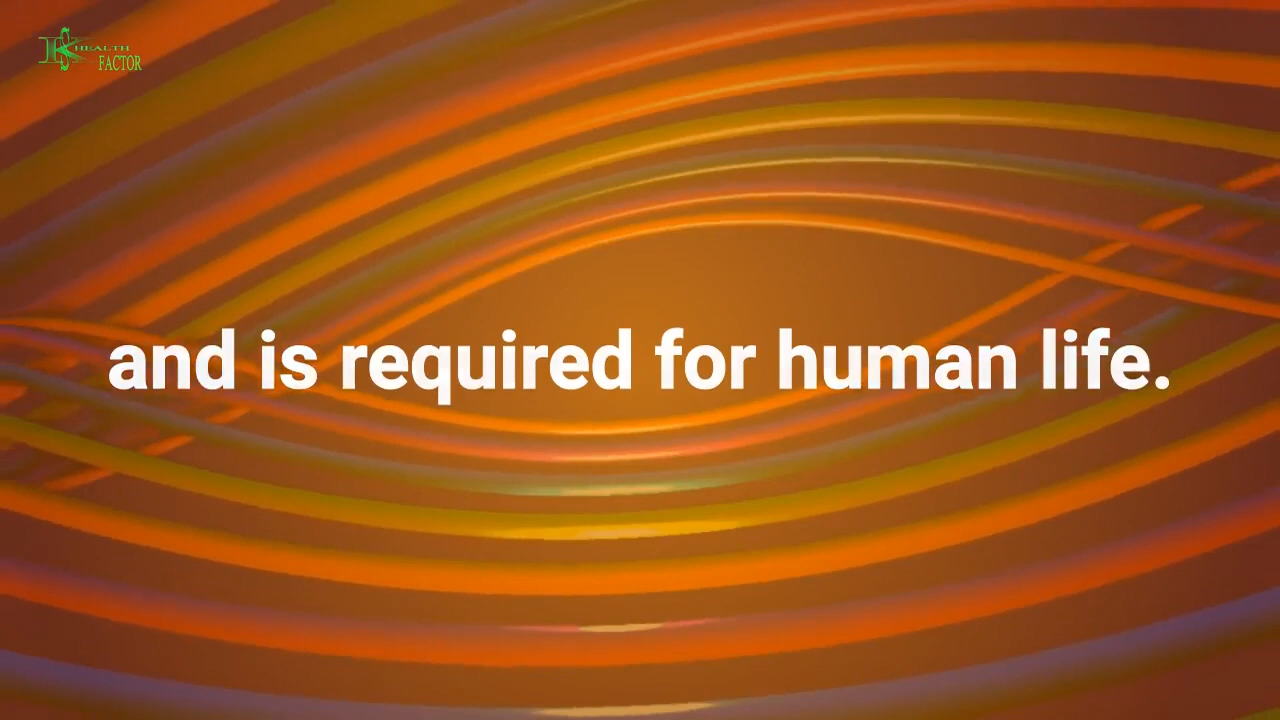 HEALTH
FACTOR
and is required for human life.